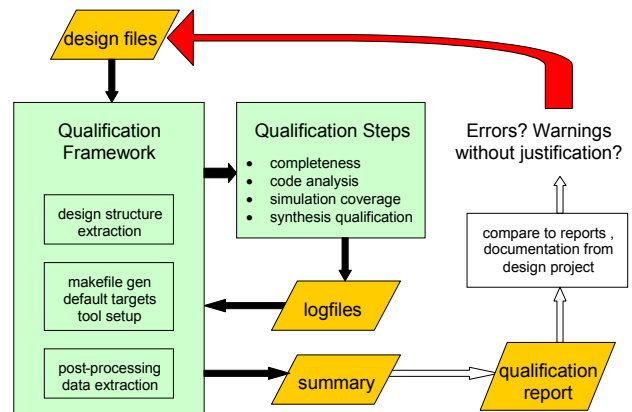 design files
Qualification
Framework
design structure
extraction
makefile gen
default targets
tool setup
post-processing
data extraction
Qualification Steps
• completeness
• code analysis
• simulation coverage
• synthesis qualification
logfiles
summary
Errors? Warnings
without justification?
compare to reports ,
documentation from
design project
qualification
report